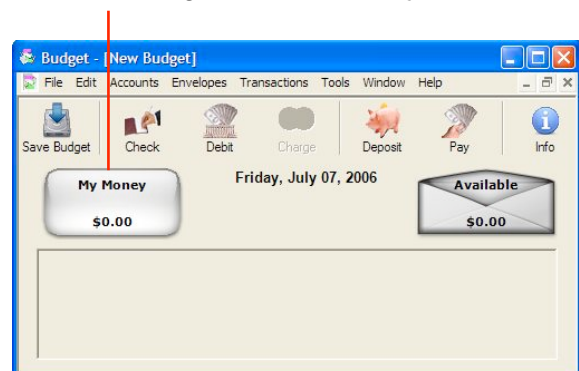 Budget - [New Budget]
File Edit Accounts Envelopes Transactions Tools Window Help
Save Budget Check Debit Charge Deposit Pay Info
My Money Friday, July 07, 2006 Available
$0.00 $0.00